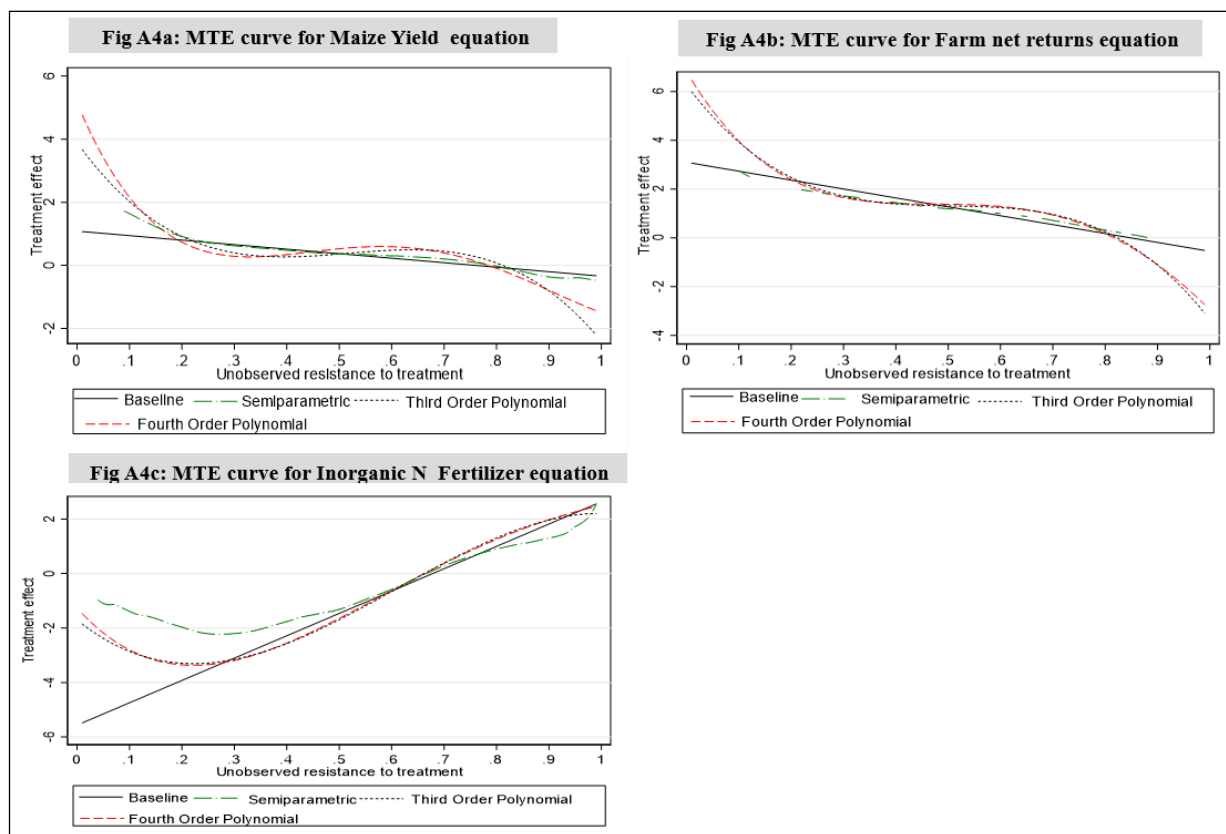 Fig A4a: MTE curve for Maize Yield equation
Treatment effect
6
4
2
0
-2
0 .1 .2 .3 .4 .5 .6 .7 .8 .9 1
Unobserved resistance to treatment
Baseline Semiparametric Third Order Polynomial
Fourth Order Polynomial
Fig A4b: MTE curve for Farm net returns equation
Treatment effect
6
4
2
0
-2
-4
0 .1 .2 .3 .4 .5 .6 .7 .8 .9 1
Unobserved resistance to treatment
Baseline Semiparametric Third Order Polynomial
Fourth Order Polynomial
Fig A4c: MTE curve for Inorganic N Fertilizer equation
Treatment effect
2
0
-2
-4
-6
0 .1 .2 .3 .4 .5 .6 .7 .8 .9 1
Unobserved resistance to treatment
Baseline Semiparametric Third Order Polynomial
Fourth Order Polynomial